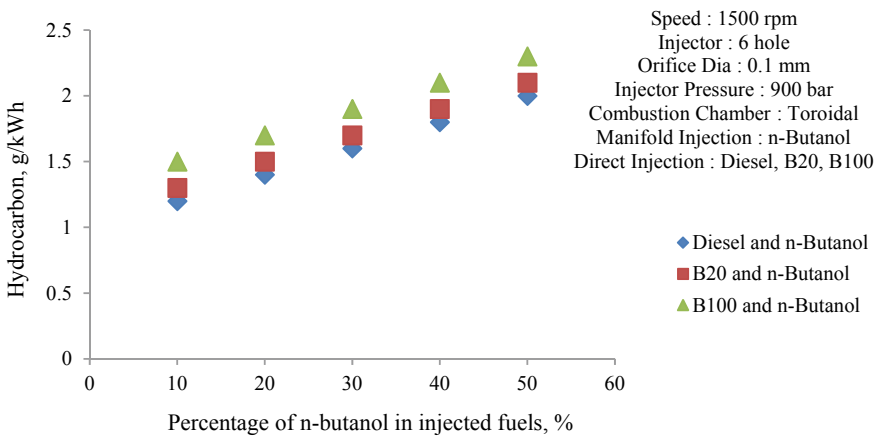 Speed : 1500 rpm
Injector : 6 hole
Orifice Dia : 0.1 mm
Injector Pressure : 900 bar
Combustion Chamber : Toroidal
Manifold Injection : n-Butanol
Direct Injection : Diesel, B20, B100
Hydrocarbon, g/kWh
2.5
2
1.5
1
0.5
0
0 10 20 30 40 50 60
Percentage of n-butanol in injected fuels, %
Diesel and n-Butanol
B20 and n-Butanol
B100 and n-Butanol